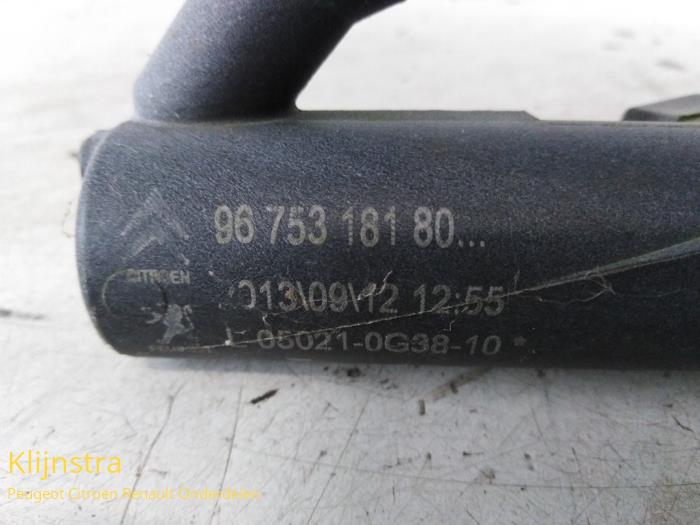 96 753 181 80...
CITROEN
2013\09\12 12:55
05021-0G38-10 *
Klijnstra
Peugeot Citroen Renault Onderdelen